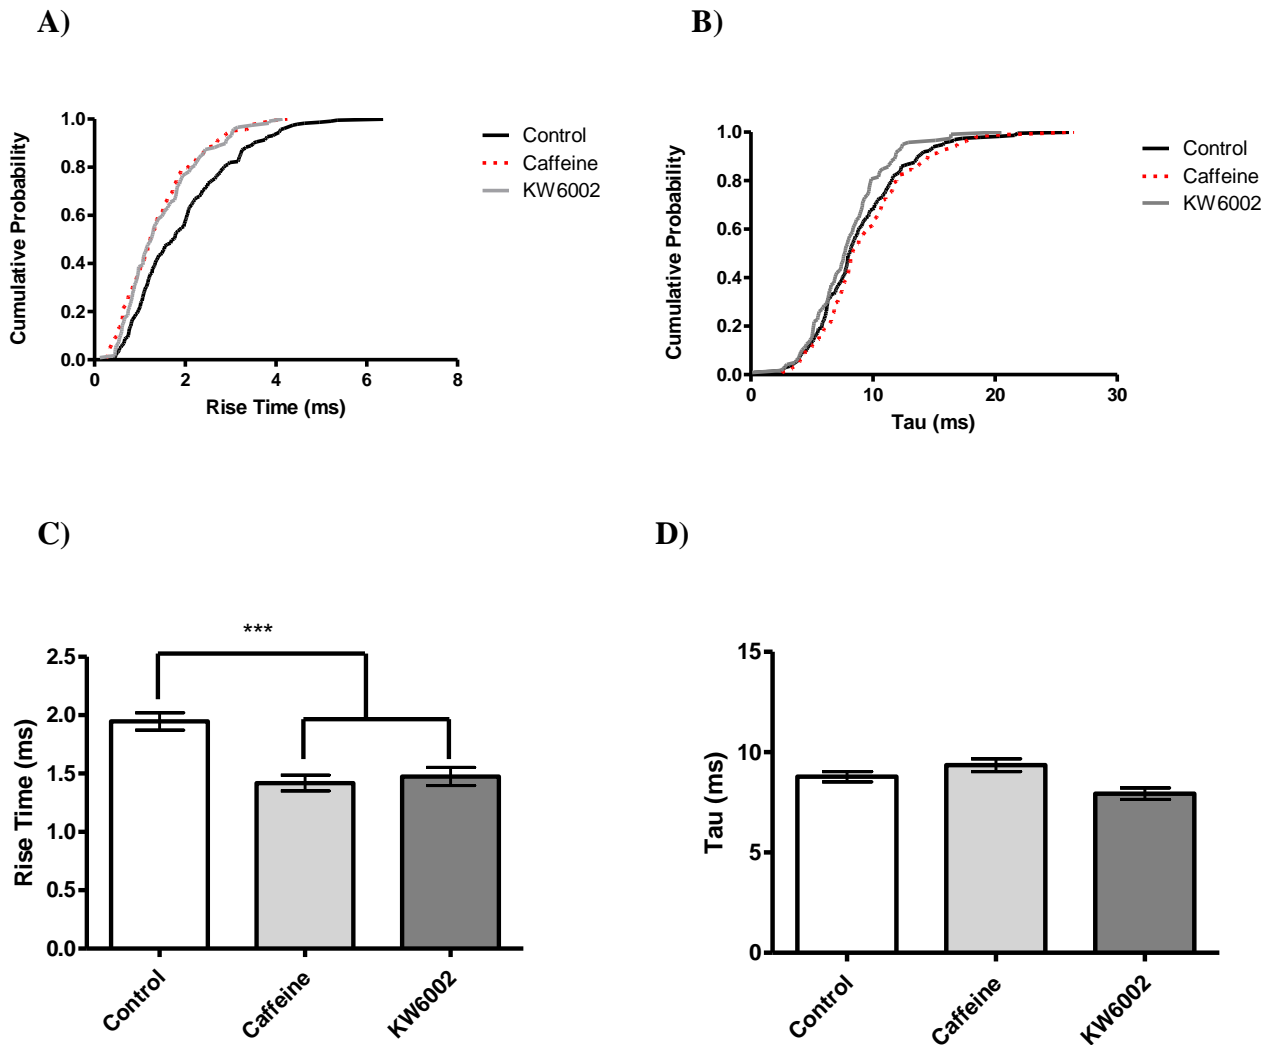 A)
B)
Cumulative Probability
1.0
0.8
0.6
0.4
0.2
0.0
0 2 4 6 8
Rise Time (ms)
Control
Caffeine
KW6002
Cumulative Probability
1.0
0.8
0.6
0.4
0.2
0.0
0 10 20 30
Tau (ms)
Control
Caffeine
KW6002
C)
D)
***
Rise Time (ms)
2.5
2.0
1.5
1.0
0.5
0.0
Control Caffeine KW6002
Tau (ms)
15
10
5
0
Control Caffeine KW6002